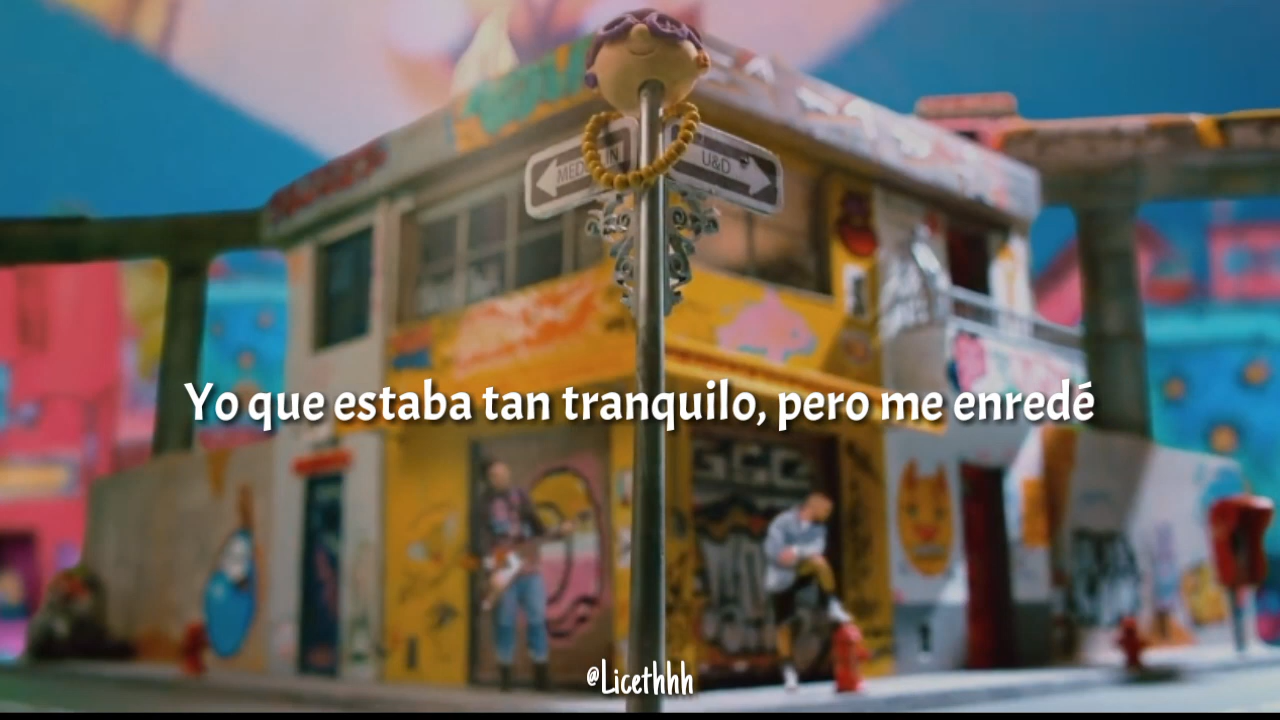 MEDELLIN
U&D
Yo que estaba tan tranquilo, pero me enredé
@Licethhh